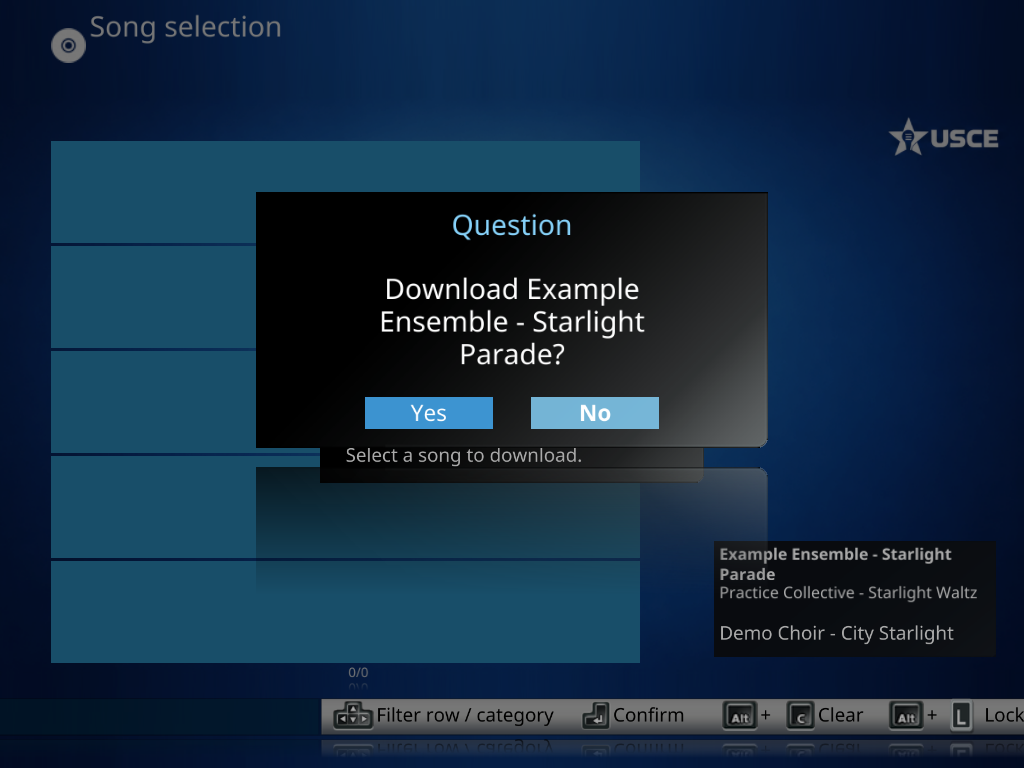 Song selection
USCE
Question
Download Example
Ensemble - Starlight
Parade?
Yes
No
Select a song to download.
Example Ensemble - Starlight
Parade
Practice Collective - Starlight Waltz
Demo Choir - City Starlight
0/0
Filter row / category
Confirm
Alt + C Clear
Alt + L Lock